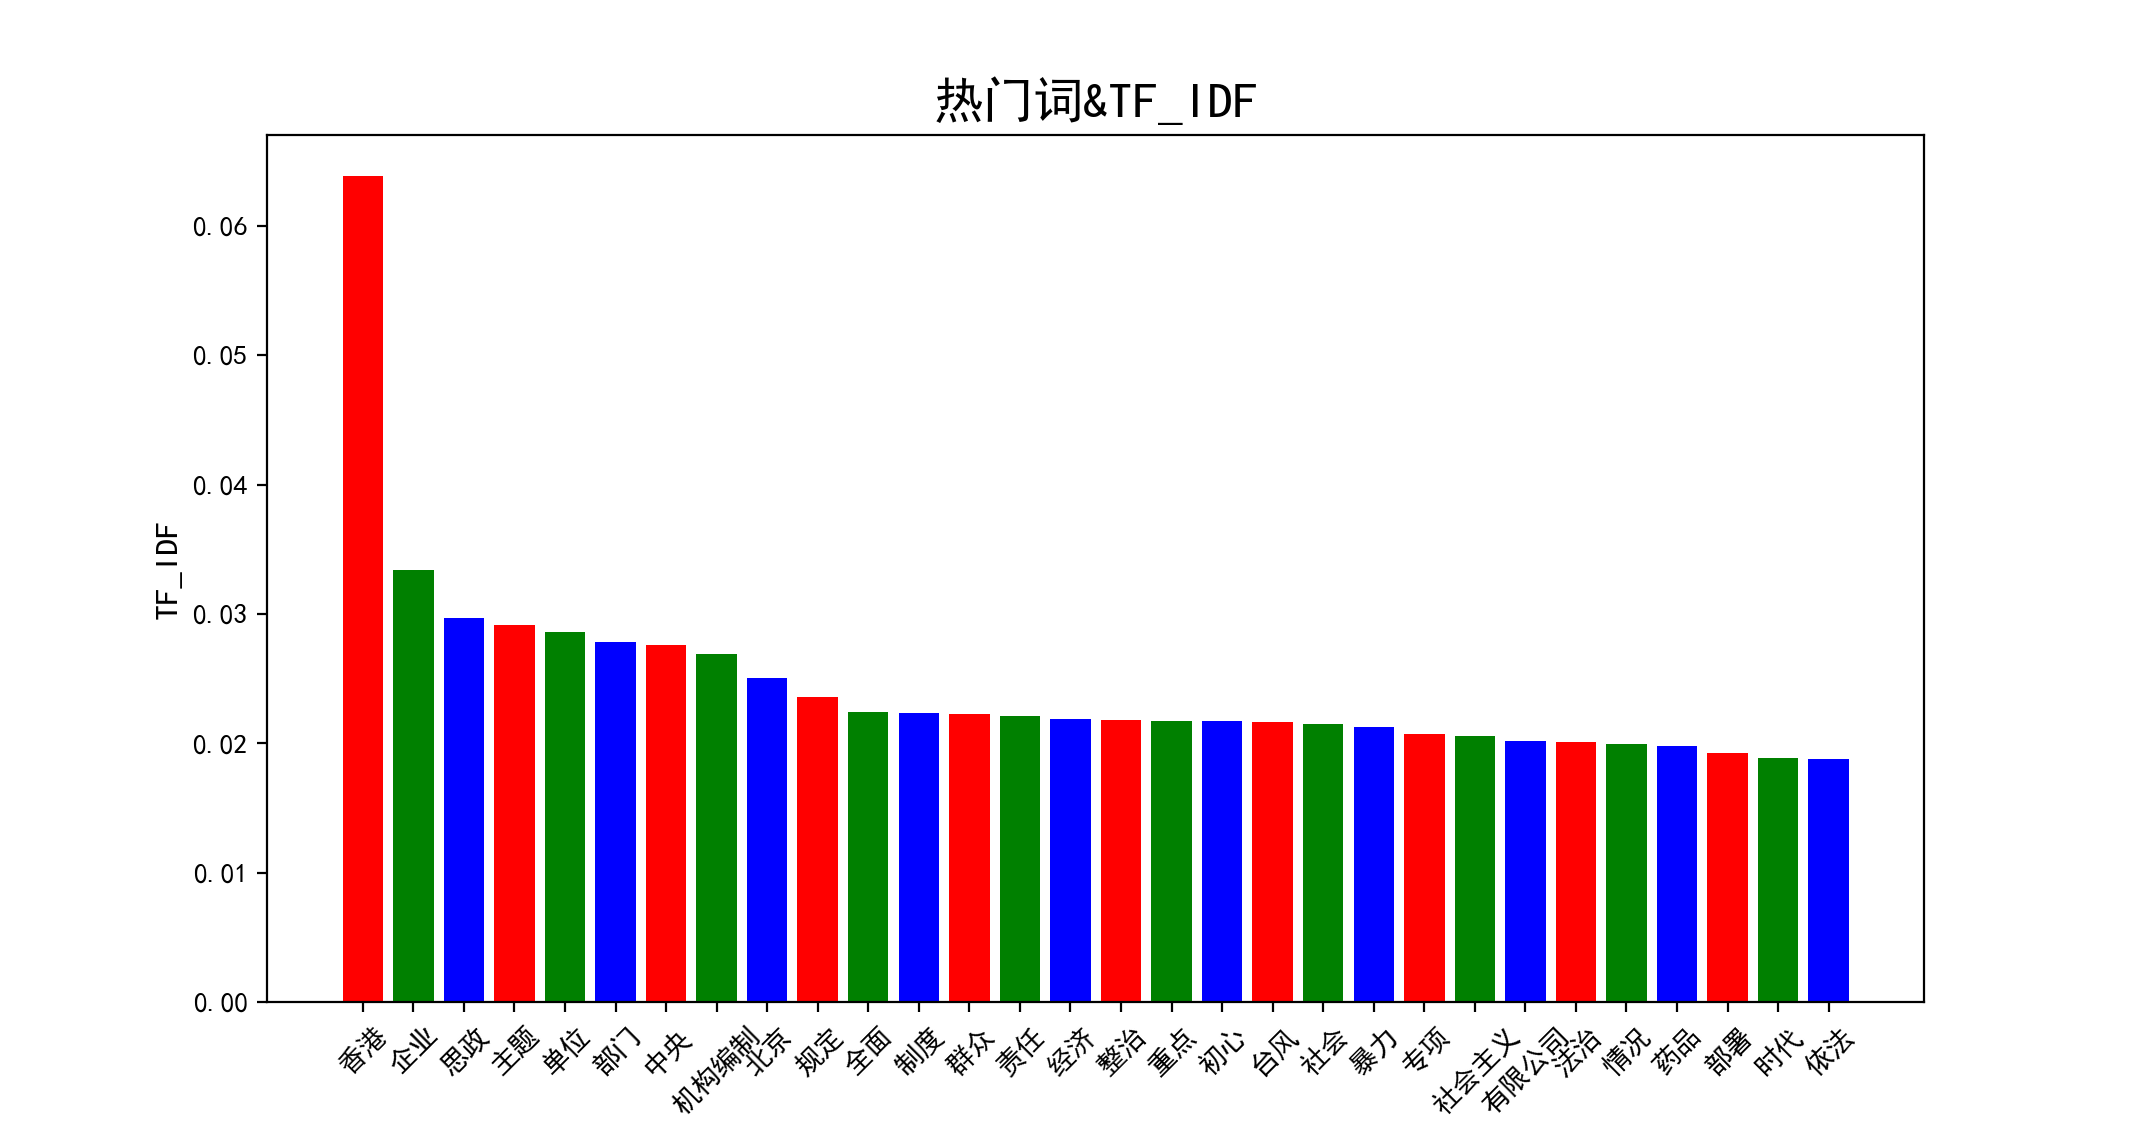 热门词&TF_IDF
TF_IDF
0.06
0.05
0.04
0.03
0.02
0.01
0.00
香港
企业
思政
主题
单位
部门
中央
机构编制
北京
规定
全面
制度
群众
责任
经济
整治
重点
初心
台风
社会
暴力
专项
社会主义
有限公司
法治
情况
药品
部署
时代
依法